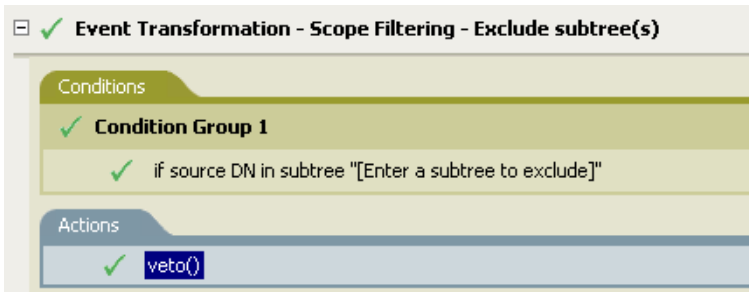 Event Transformation - Scope Filtering - Exclude subtree(s)
Conditions
Condition Group 1
if source DN in subtree "[Enter a subtree to exclude]"
Actions
veto()